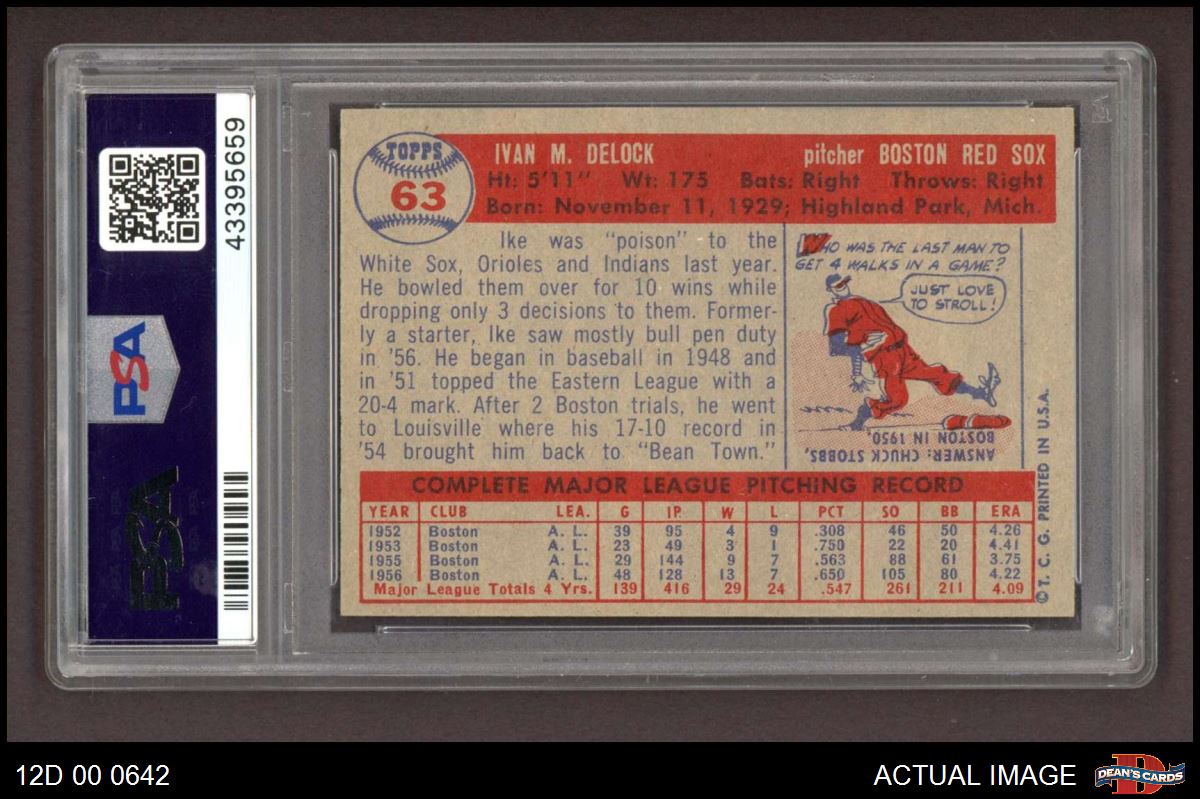 43395659
PSA
PSA
TOPPS
63
IVAN M. DELOCK pitcher BOSTON RED SOX
Ht: 5'11" Wt: 175 Bats: Right Throws: Right
Born: November 11, 1929; Highland Park, Mich.
Ike was "poison" to the
White Sox, Orioles and Indians last year.
He bowled them over for 10 wins while
dropping only 3 decisions to them. Former-
ly a starter, Ike saw mostly bull pen duty
in '56. He began in baseball in 1948 and
in '51 topped the Eastern League with a
20-4 mark. After 2 Boston trials, he went
to Louisville where his 17-10 record in
'54 brought him back to "Bean Town."
WHO WAS THE LAST MAN TO
GET 4 WALKS IN A GAME?
JUST LOVE
TO STROLL!
ANSWER: CHUCK STOBBS,
BOSTON IN 1950.
COMPLETE MAJOR LEAGUE PITCHING RECORD
YEAR CLUB LEA. G IP. W L PCT SO BB ERA
1952 Boston A. L. 39 95 4 9 .308 46 50 4.26
1953 Boston A. L. 23 49 3 1 .750 22 20 4.41
1955 Boston A. L. 29 144 9 7 .563 88 61 3.75
1956 Boston A. L. 48 128 13 7 .650 105 80 4.22
Major League Totals 4 Yrs. 139 416 29 24 .547 261 211 4.09
© T. C. G. PRINTED IN U.S.A.
12D 00 0642
ACTUAL IMAGE
DEAN'S CARDS